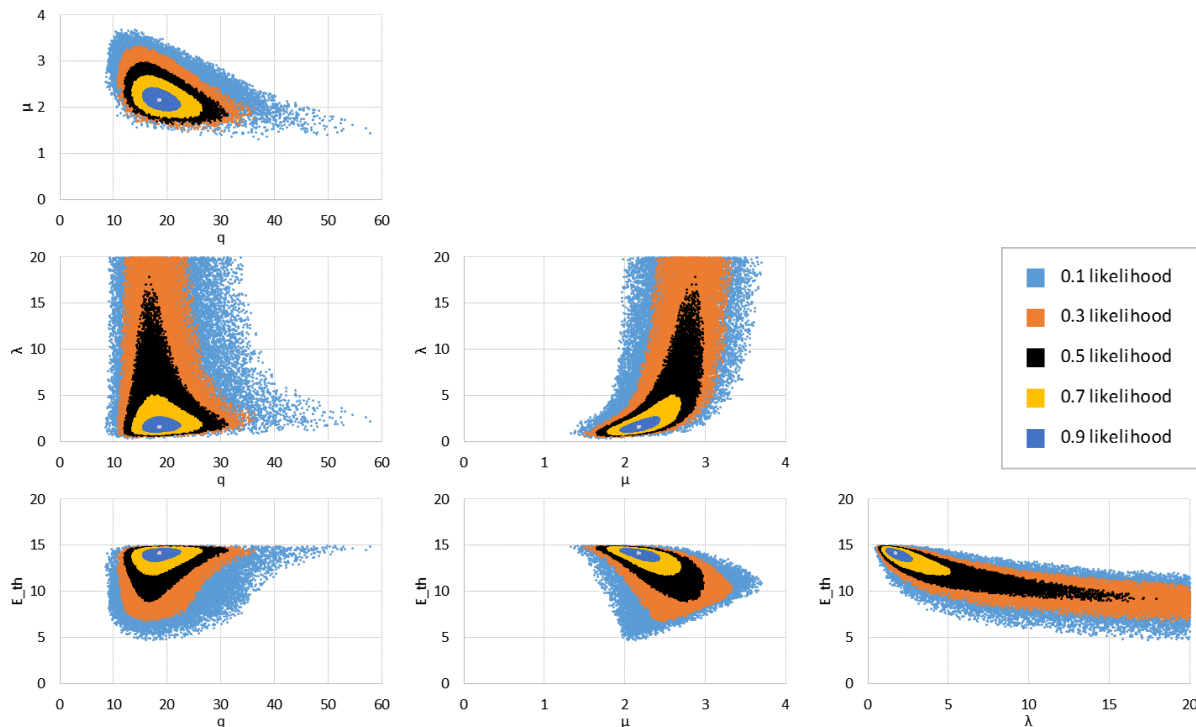 4
3
2
1
0
μ
0 10 20 30 40 50 60
q
20
15
10
5
0
λ
0 10 20 30 40 50 60
q
20
15
10
5
0
λ
0 1 2 3 4
μ
0.1 likelihood
0.3 likelihood
0.5 likelihood
0.7 likelihood
0.9 likelihood
20
15
10
5
0
E_th
0 10 20 30 40 50 60
q
20
15
10
5
0
E_th
0 1 2 3 4
μ
20
15
10
5
0
E_th
0 5 10 15 20
λ